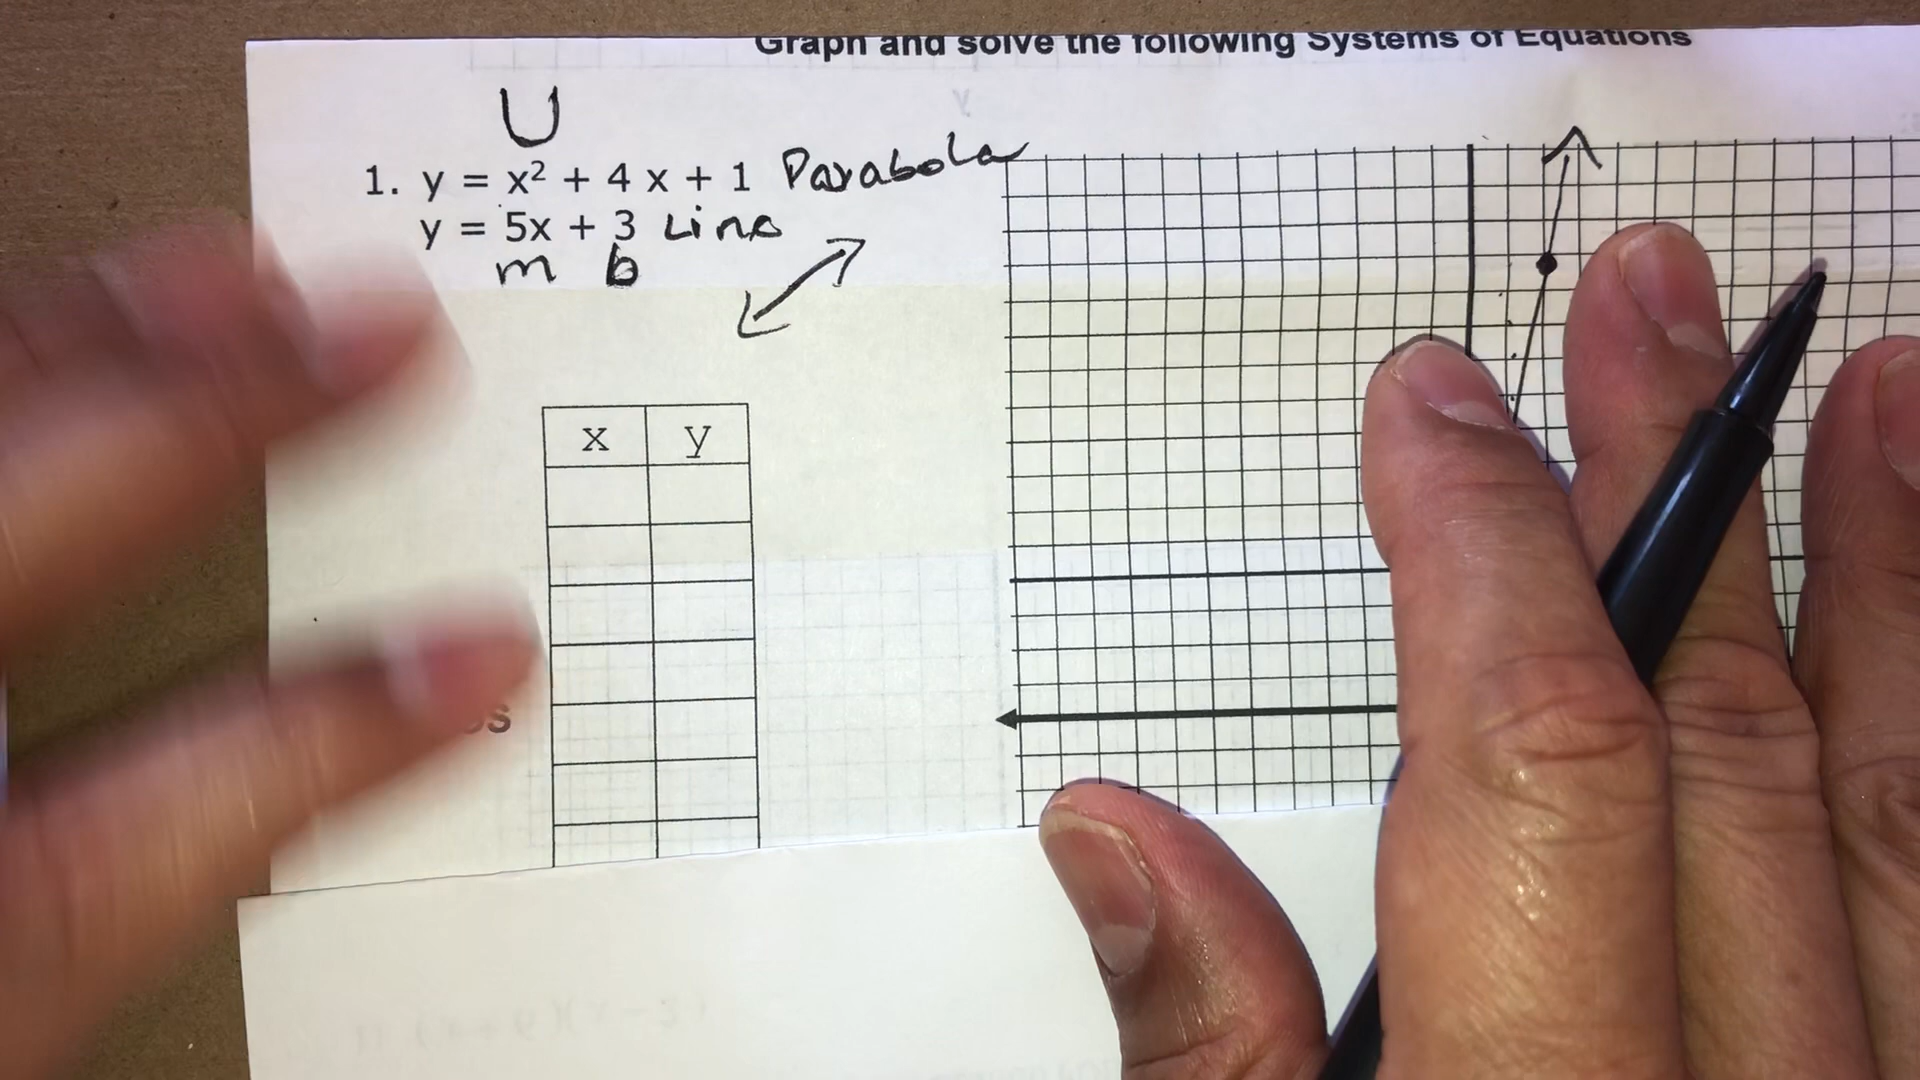 Graph and solve the following Systems of Equations
U
1. y = x² + 4 x + 1 Parabola
y = 5x + 3 Line
m b
x y